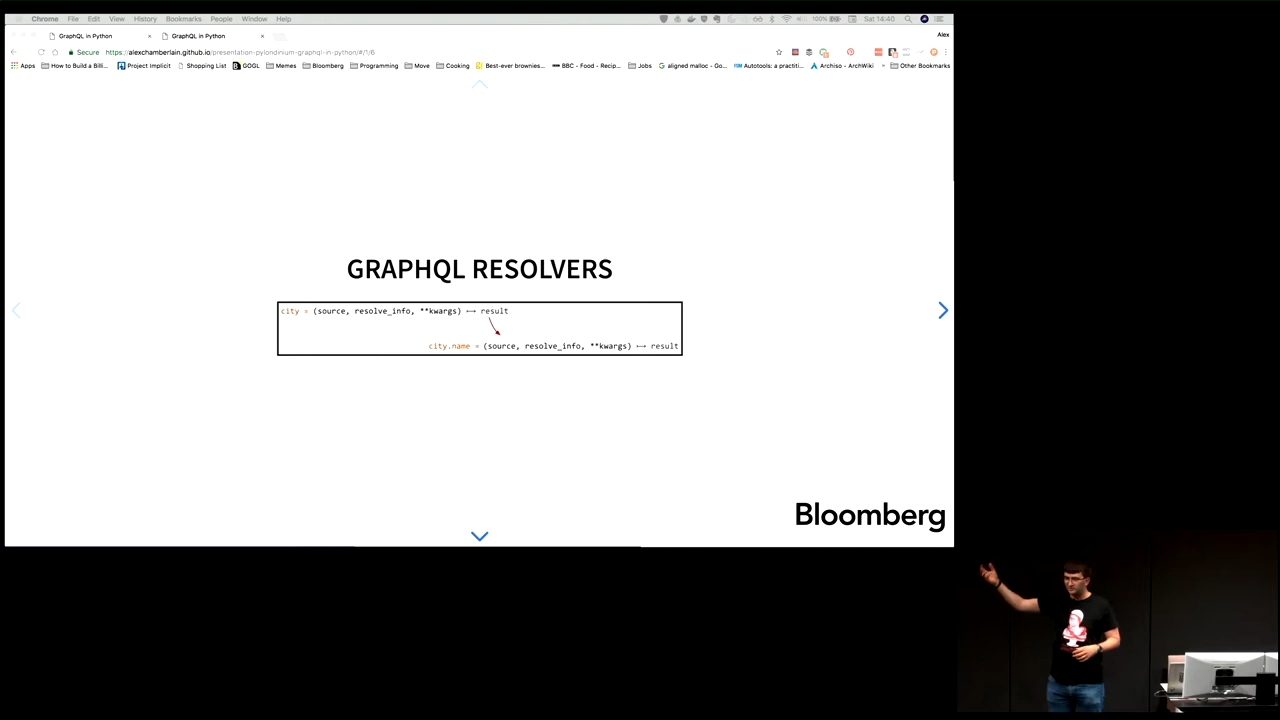 Chrome File Edit View History Bookmarks People Window Help 100% Sat 14:40
GraphQL in Python × GraphQL in Python × Alex
Secure https://alexchamberlain.github.io/presentation-pylondinium-graphql-in-python/#/1/6
Apps How to Build a Billi... Project Implicit Shopping List GOGL Memes Bloomberg Programming Move Cooking Best-ever brownies... BBC - Food - Recip... Jobs aligned malloc - Go... Autotools: a practiti... Archiso - ArchWiki » Other Bookmarks
GRAPHQL RESOLVERS
city = (source, resolve_info, **kwargs) ⟷ result
city.name = (source, resolve_info, **kwargs) ⟷ result
Bloomberg